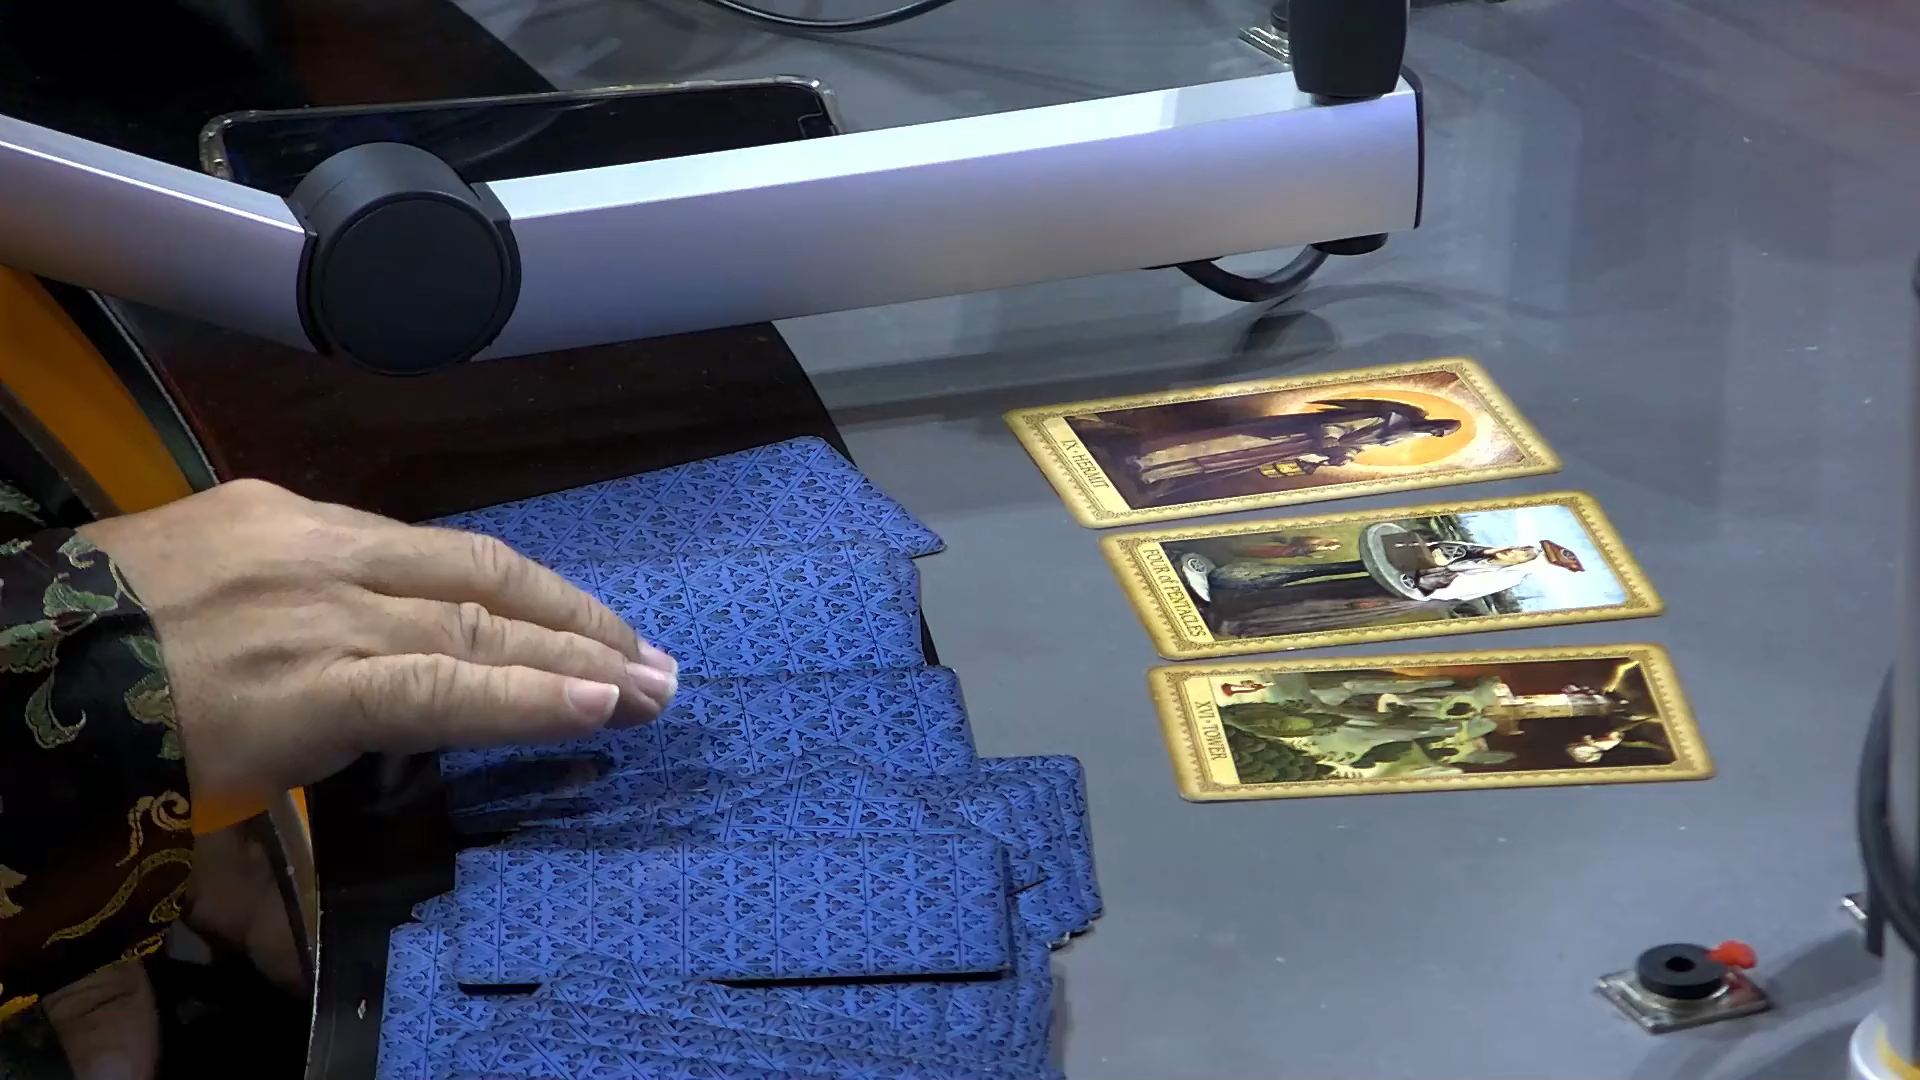 IX • HERMIT
FOUR of PENTACLES
XVI • TOWER